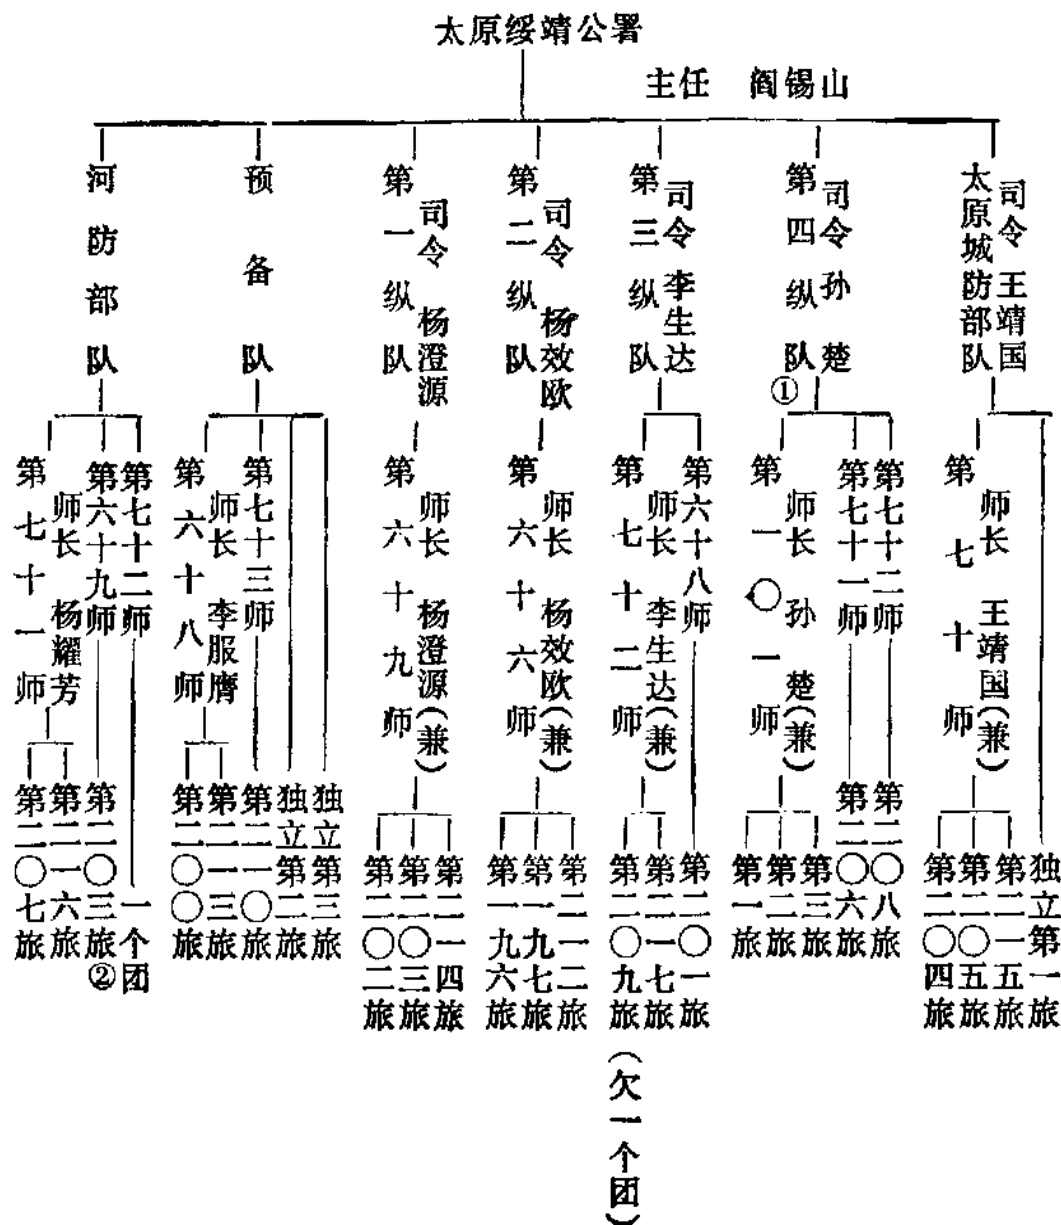 太原绥靖公署
主任 阎锡山
河防部队
预备队
第一纵队
司令 杨澄源
第二纵队
司令 杨效欧
第三纵队
司令 李生达
第四纵队①
司令 孙楚
太原城防部队
司令 王靖国
第七十一师
师长 杨耀芳
第六十九师
第七十二师
第六十八师
师长 李服膺
第七十三师
第六十九师
师长 杨澄源(兼)
第六十六师
师长 杨效欧(兼)
第七十二师
师长 李生达(兼)
第六十八师
第一〇一师
师长 孙楚(兼)
第七十一师
第七十二师
第七十师
师长 王靖国(兼)
第二〇七旅
第二一六旅
第二〇三旅②
一个团
第二〇〇旅
第二一三旅
第二一〇旅
独立第二旅
独立第三旅
第二〇二旅
第二〇三旅
第二一四旅
第一九六旅
第一九七旅
第二一二旅
第二〇九旅(欠一个团)
第二一七旅
第二〇一旅
第一旅
第二旅
第三旅
第二〇六旅
第二〇八旅
第二〇四旅
第二〇五旅
第二一五旅
独立第一旅